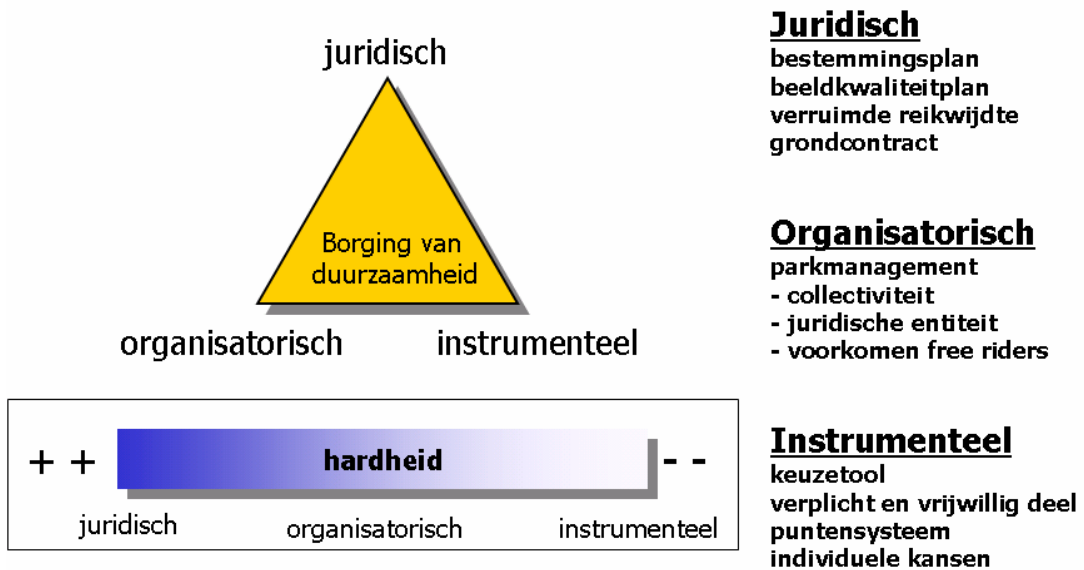 juridisch
Borging van
duurzaamheid
organisatorisch instrumenteel
+ + hardheid - -
juridisch organisatorisch instrumenteel
Juridisch
bestemmingsplan
beeldkwaliteitplan
verruimde reikwijdte
grondcontract
Organisatorisch
parkmanagement
- collectiviteit
- juridische entiteit
- voorkomen free riders
Instrumenteel
keuzetool
verplicht en vrijwillig deel
puntensysteem
individuele kansen